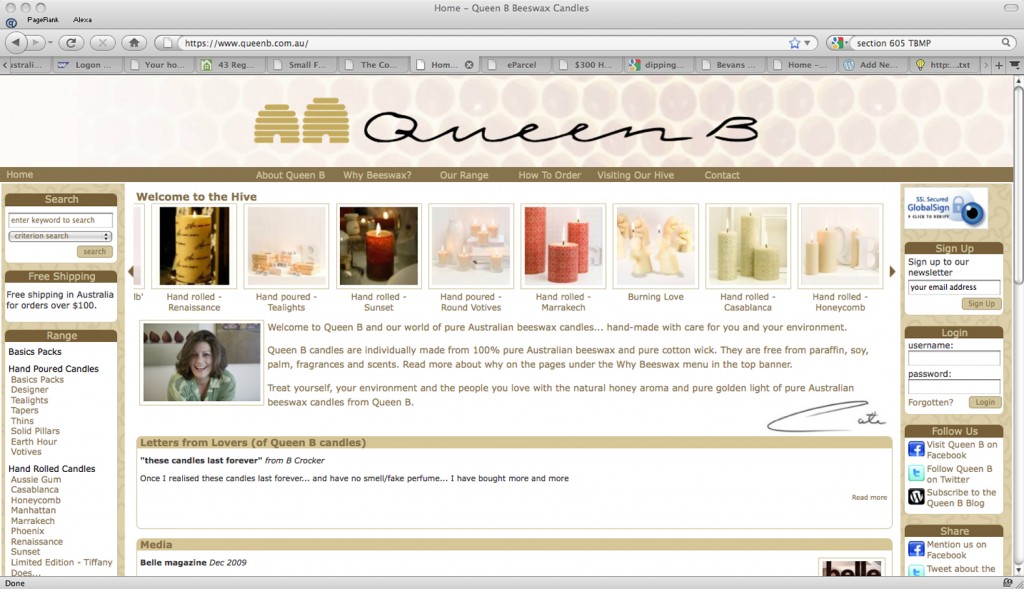 Home - Queen B Beeswax Candles
PageRank Alexa
https://www.queenb.com.au/
section 605 TBMP
Logon ...
Your ho...
43 Reg...
Small F...
The Co...
Hom...
eParcel
$300 H...
dipping...
Bevans ...
Home -...
Add Ne...
http:....txt
Queen B
Home
About Queen B
Why Beeswax?
Our Range
How To Order
Visiting Our Hive
Contact
Search
enter keyword to search
criterion search
search
Free Shipping
Free shipping in Australia
for orders over $100.
Range
Basics Packs
Hand Poured Candles
Basics Packs
Designer
Tealights
Tapers
Thins
Solid Pillars
Earth Hour
Votives
Hand Rolled Candles
Aussie Gum
Casablanca
Honeycomb
Manhattan
Marrakech
Phoenix
Renaissance
Sunset
Limited Edition - Tiffany
Does...
Welcome to the Hive
lb'
Hand rolled -
Renaissance
Hand poured -
Tealights
Hand rolled -
Sunset
Hand poured -
Round Votives
Hand rolled -
Marrakech
Burning Love
Hand rolled -
Casablanca
Hand rolled -
Honeycomb
Welcome to Queen B and our world of pure Australian beeswax candles... hand-made with care for you and your environment.
Queen B candles are individually made from 100% pure Australian beeswax and pure cotton wick. They are free from paraffin, soy,
palm, fragrances and scents. Read more about why on the pages under the Why Beeswax menu in the top banner.
Treat yourself, your environment and the people you love with the natural honey aroma and pure golden light of pure Australian
beeswax candles from Queen B.
Cate
Letters from Lovers (of Queen B candles)
"these candles last forever" from B Crocker
Once I realised these candles last forever... and have no smell/fake perfume... I have bought more and more
Read more
Media
Belle magazine Dec 2009
belle
SSL SECURED
GlobalSign
CLICK TO VERIFY
Sign Up
Sign up to our
newsletter
your email address
Sign Up
Login
username:
password:
Forgotten?
Login
Follow Us
Visit Queen B on
Facebook
Follow Queen B
on Twitter
Subscribe to the
Queen B Blog
Share
Mention us on
Facebook
Tweet about the
Done